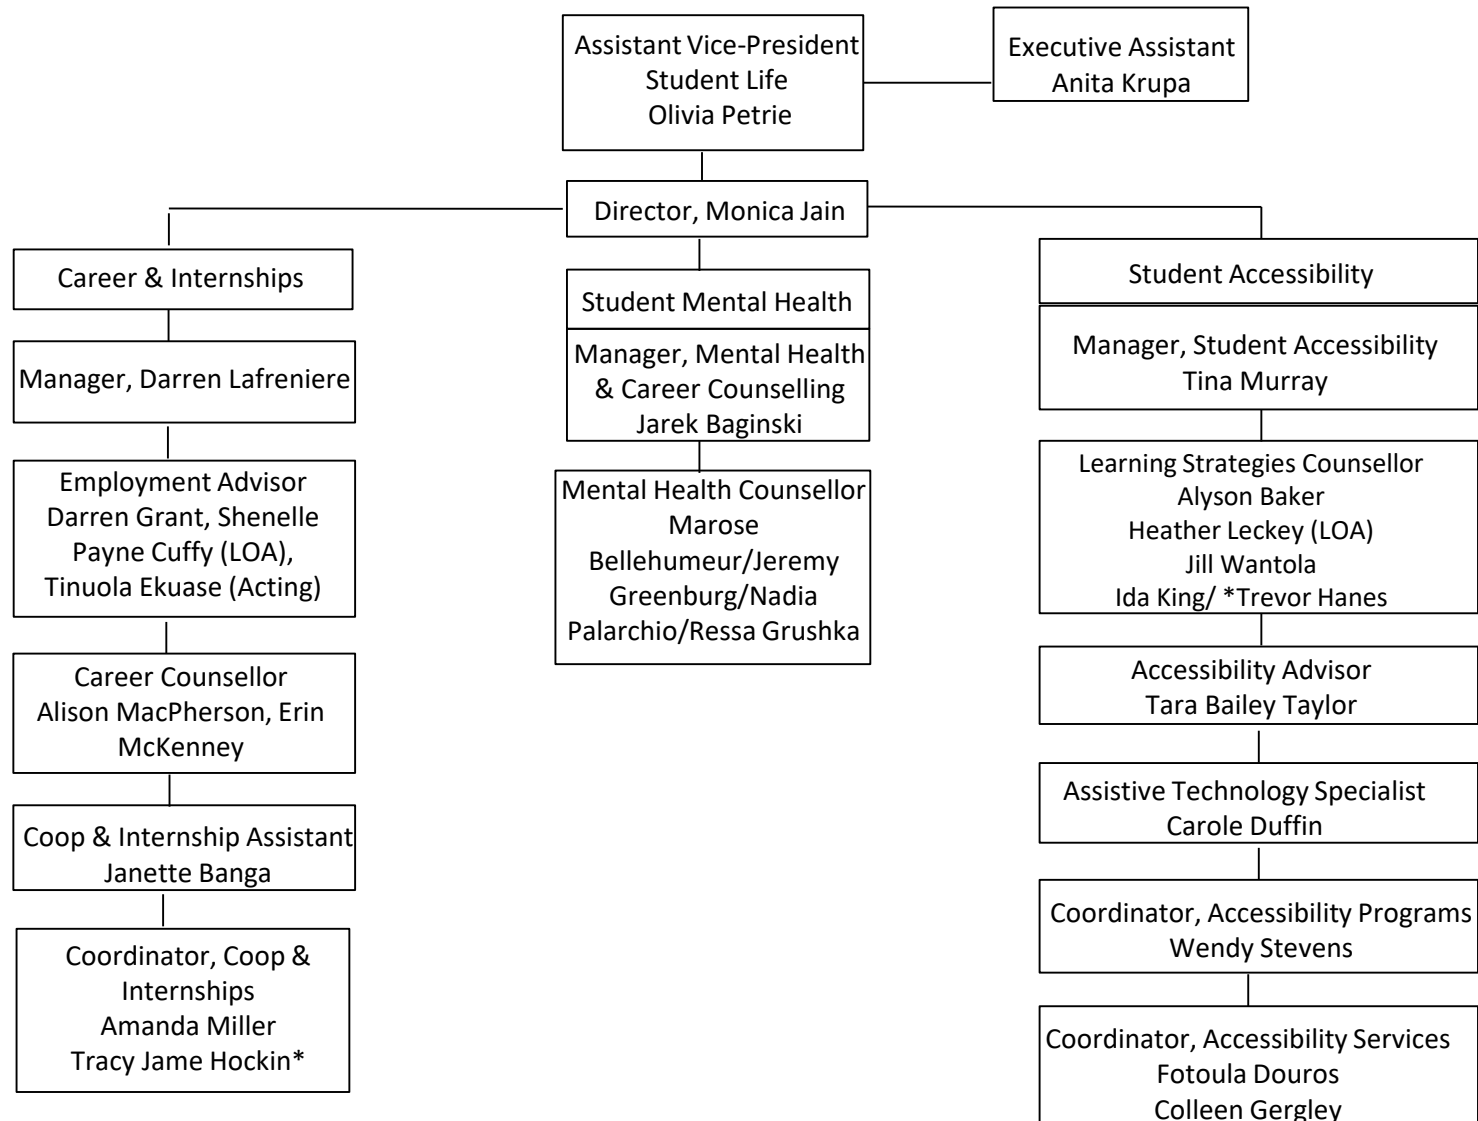 Assistant Vice-President
Student Life
Olivia Petrie
Executive Assistant
Anita Krupa
Director, Monica Jain
Career & Internships
Manager, Darren Lafreniere
Employment Advisor
Darren Grant, Shenelle
Payne Cuffy (LOA),
Tinuola Ekuase (Acting)
Career Counsellor
Alison MacPherson, Erin
McKenney
Coop & Internship Assistant
Janette Banga
Coordinator, Coop &
Internships
Amanda Miller
Tracy Jame Hockin*
Student Mental Health
Manager, Mental Health
& Career Counselling
Jarek Baginski
Mental Health Counsellor
Marose
Bellehumeur/Jeremy
Greenburg/Nadia
Palarchio/Ressa Grushka
Student Accessibility
Manager, Student Accessibility
Tina Murray
Learning Strategies Counsellor
Alyson Baker
Heather Leckey (LOA)
Jill Wantola
Ida King/ *Trevor Hanes
Accessibility Advisor
Tara Bailey Taylor
Assistive Technology Specialist
Carole Duffin
Coordinator, Accessibility Programs
Wendy Stevens
Coordinator, Accessibility Services
Fotoula Douros
Colleen Gergley